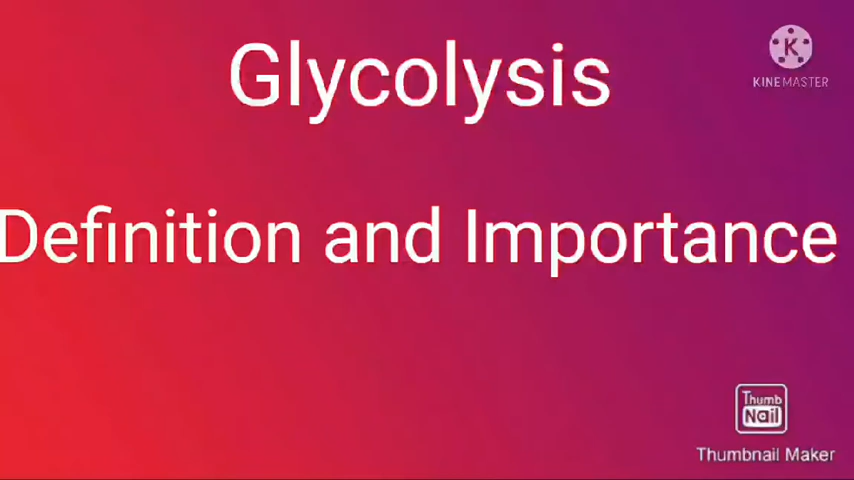 Glycolysis
K
KINEMASTER
Definition and Importance
Thumb
Nail
Thumbnail Maker